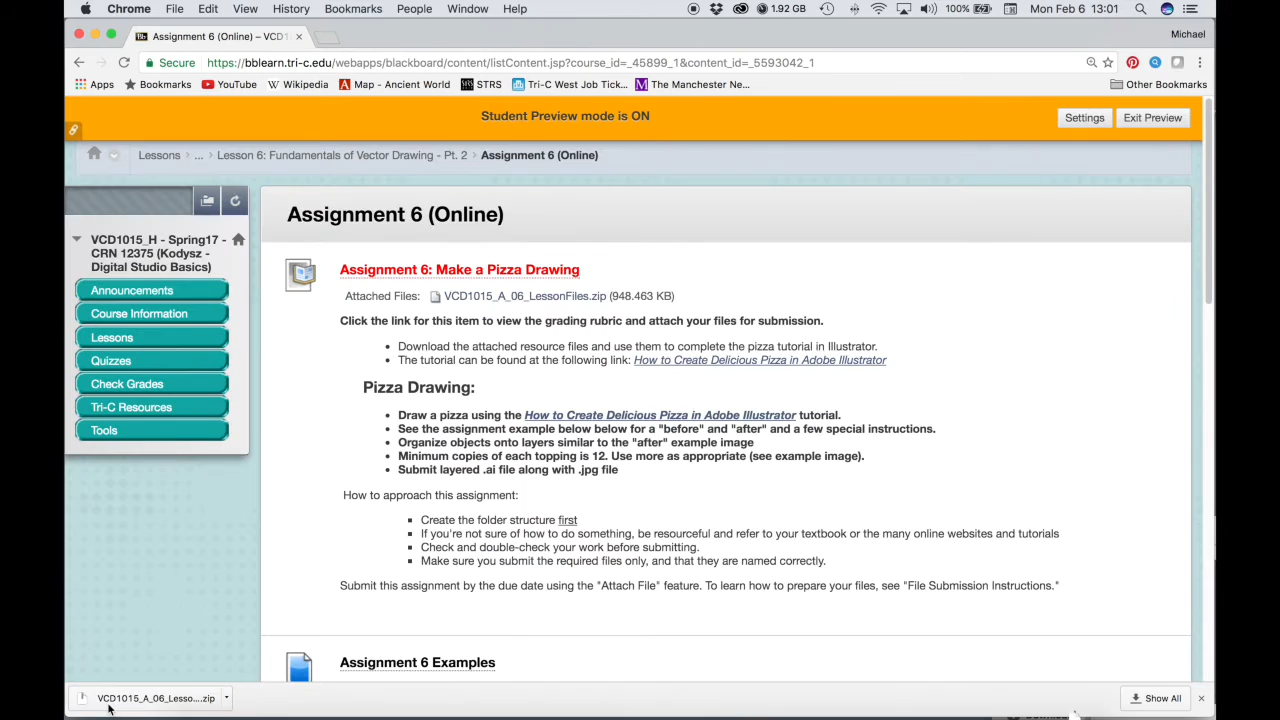 Chrome File Edit View History Bookmarks People Window Help 1.92 GB 100% Mon Feb 6 13:01
Assignment 6 (Online) – VCD1 Michael
Secure https://bblearn.tri-c.edu/webapps/blackboard/content/listContent.jsp?course_id=_45899_1&content_id=_5593042_1
Apps Bookmarks YouTube Wikipedia Map - Ancient World STRS Tri-C West Job Tick... The Manchester Ne... Other Bookmarks
Student Preview mode is ON Settings Exit Preview
Lessons ... Lesson 6: Fundamentals of Vector Drawing - Pt. 2 Assignment 6 (Online)
Assignment 6 (Online)
VCD1015_H - Spring17 -
CRN 12375 (Kodysz -
Digital Studio Basics)
Announcements
Course Information
Lessons
Quizzes
Check Grades
Tri-C Resources
Tools
Assignment 6: Make a Pizza Drawing
Attached Files: VCD1015_A_06_LessonFiles.zip (948.463 KB)
Click the link for this item to view the grading rubric and attach your files for submission.
Download the attached resource files and use them to complete the pizza tutorial in Illustrator.
The tutorial can be found at the following link: How to Create Delicious Pizza in Adobe Illustrator
Pizza Drawing:
Draw a pizza using the How to Create Delicious Pizza in Adobe Illustrator tutorial.
See the assignment example below below for a "before" and "after" and a few special instructions.
Organize objects onto layers similar to the "after" example image
Minimum copies of each topping is 12. Use more as appropriate (see example image).
Submit layered .ai file along with .jpg file
How to approach this assignment:
Create the folder structure first
If you're not sure of how to do something, be resourceful and refer to your textbook or the many online websites and tutorials
Check and double-check your work before submitting.
Make sure you submit the required files only, and that they are named correctly.
Submit this assignment by the due date using the "Attach File" feature. To learn how to prepare your files, see "File Submission Instructions."
Assignment 6 Examples
VCD1015_A_06_Lesso....zip Show All